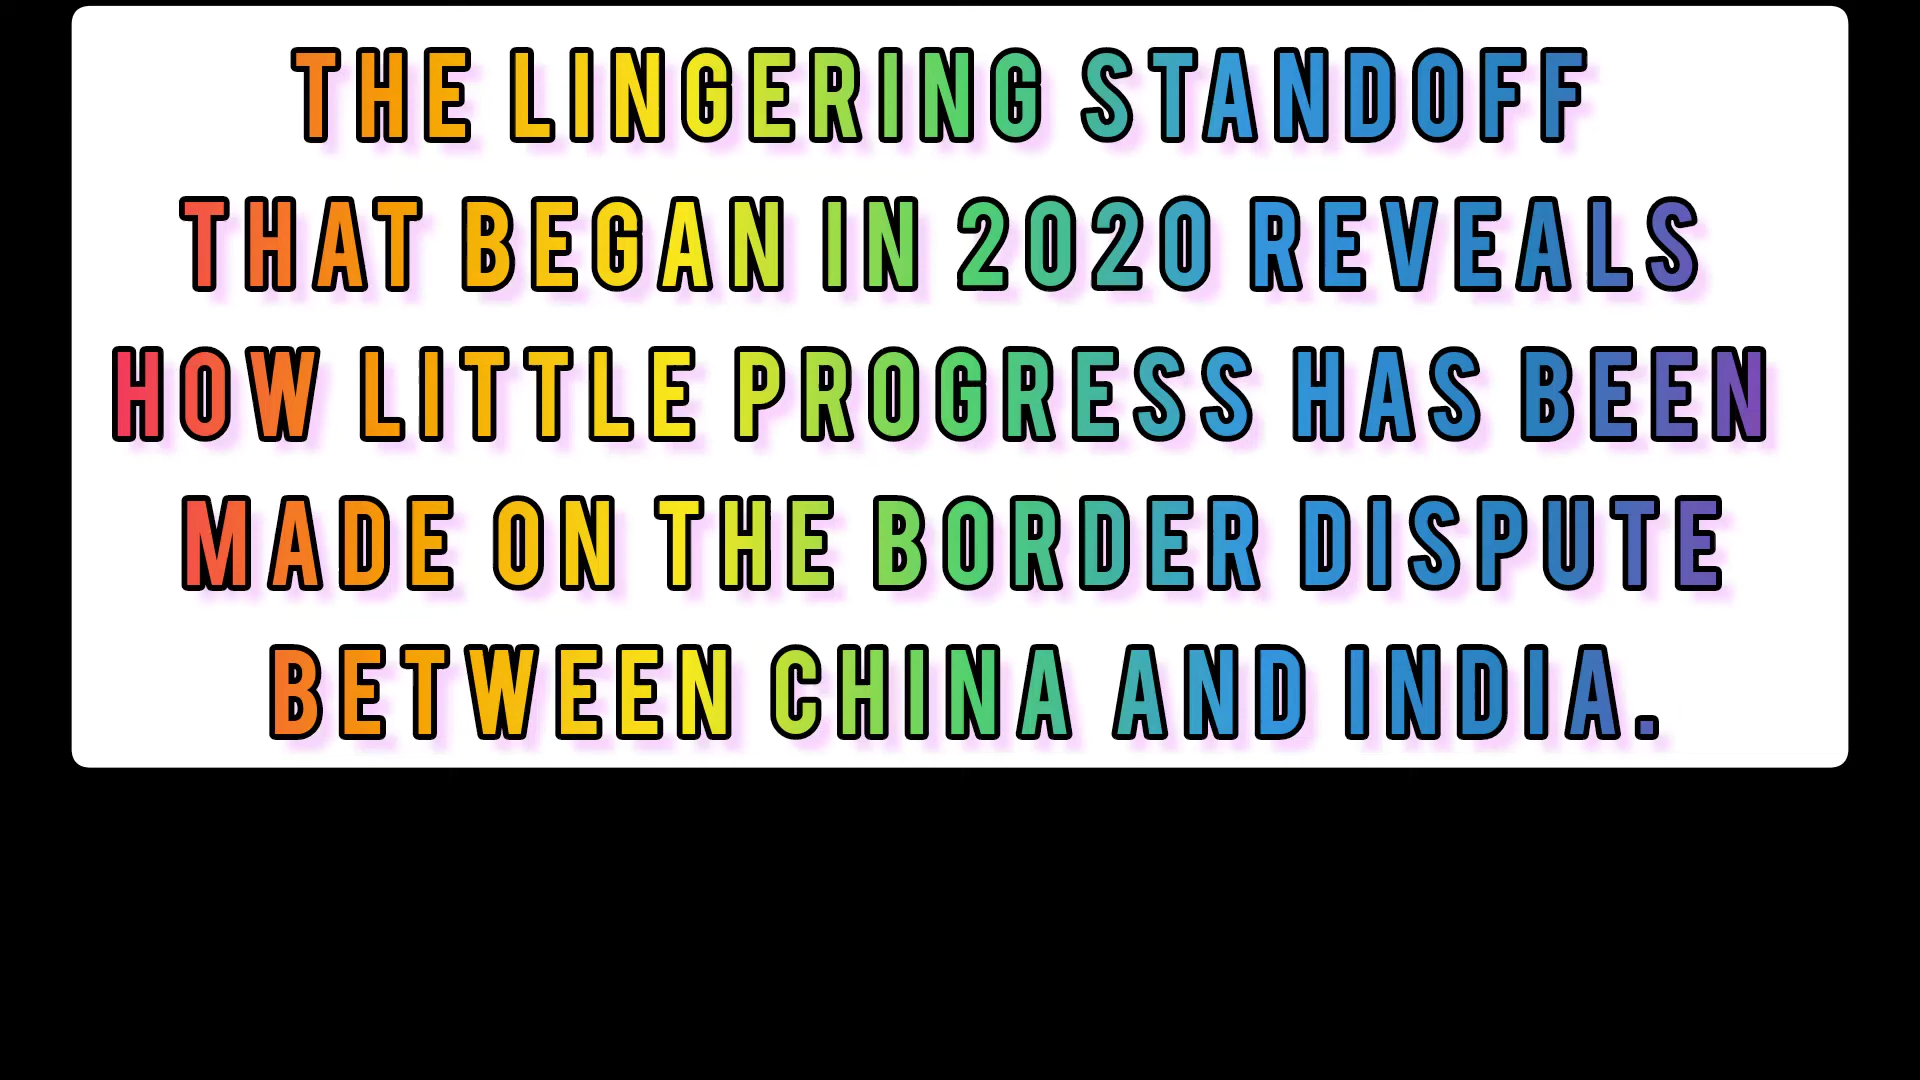 THE LINGERING STANDOFF
THAT BEGAN IN 2020 REVEALS
HOW LITTLE PROGRESS HAS BEEN
MADE ON THE BORDER DISPUTE
BETWEEN CHINA AND INDIA.